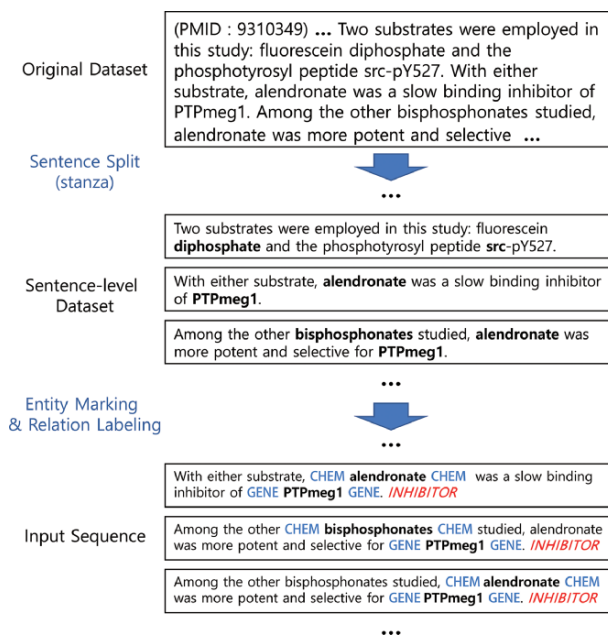 Original Dataset
(PMID : 9310349) ... Two substrates were employed in
this study: fluorescein diphosphate and the
phosphotyrosyl peptide src-pY527. With either
substrate, alendronate was a slow binding inhibitor of
PTPmeg1. Among the other bisphosphonates studied,
alendronate was more potent and selective ...
Sentence Split
(stanza)
...
Sentence-level
Dataset
Two substrates were employed in this study: fluorescein
diphosphate and the phosphotyrosyl peptide src-pY527.
With either substrate, alendronate was a slow binding inhibitor
of PTPmeg1.
Among the other bisphosphonates studied, alendronate was
more potent and selective for PTPmeg1.
...
Entity Marking
& Relation Labeling
...
Input Sequence
With either substrate, CHEM alendronate CHEM was a slow binding
inhibitor of GENE PTPmeg1 GENE. INHIBITOR
Among the other CHEM bisphosphonates CHEM studied, alendronate
was more potent and selective for GENE PTPmeg1 GENE. INHIBITOR
Among the other bisphosphonates studied, CHEM alendronate CHEM
was more potent and selective for GENE PTPmeg1 GENE. INHIBITOR
...